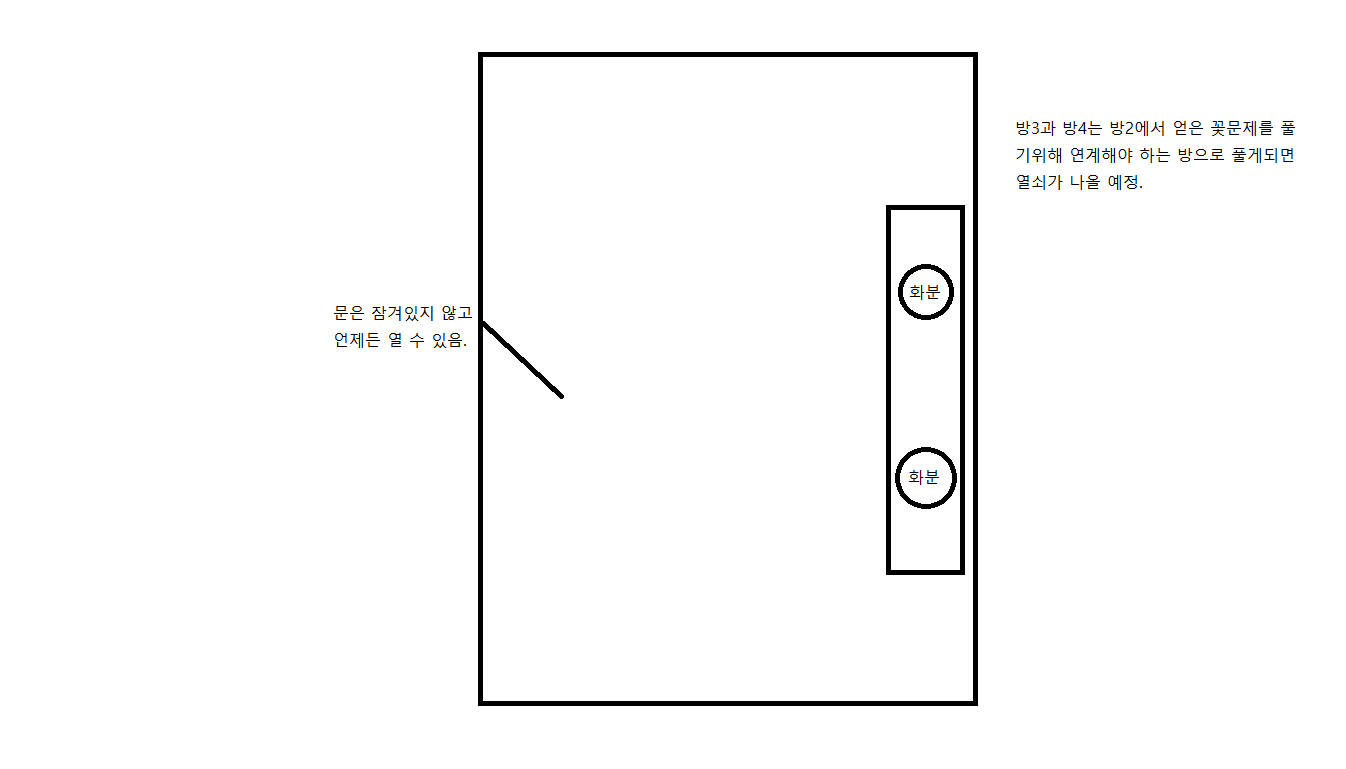 방3과 방4는 방2에서 얻은 꽃문제를 풀
기위해 연계해야 하는 방으로 풀게되면
열쇠가 나올 예정.
화분
문은 잠겨있지 않고
언제든 열 수 있음.
화분